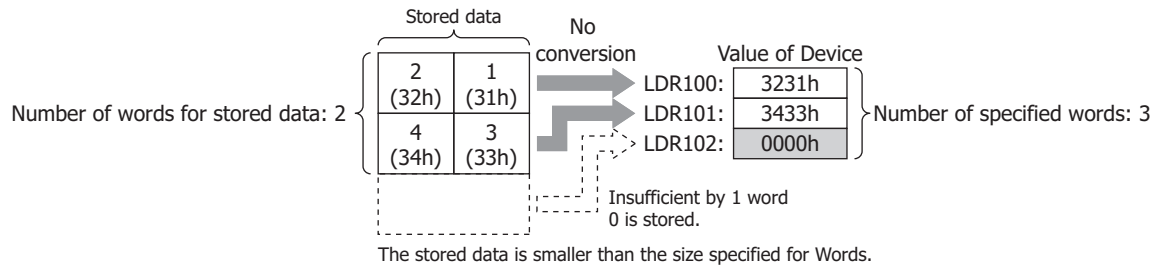 Stored data
No
conversion
Value of Device
2
(32h)
1
(31h)
LDR100:
3231h
Number of words for stored data: 2
LDR101:
3433h
Number of specified words: 3
4
(34h)
3
(33h)
LDR102:
0000h
Insufficient by 1 word
0 is stored.
The stored data is smaller than the size specified for Words.